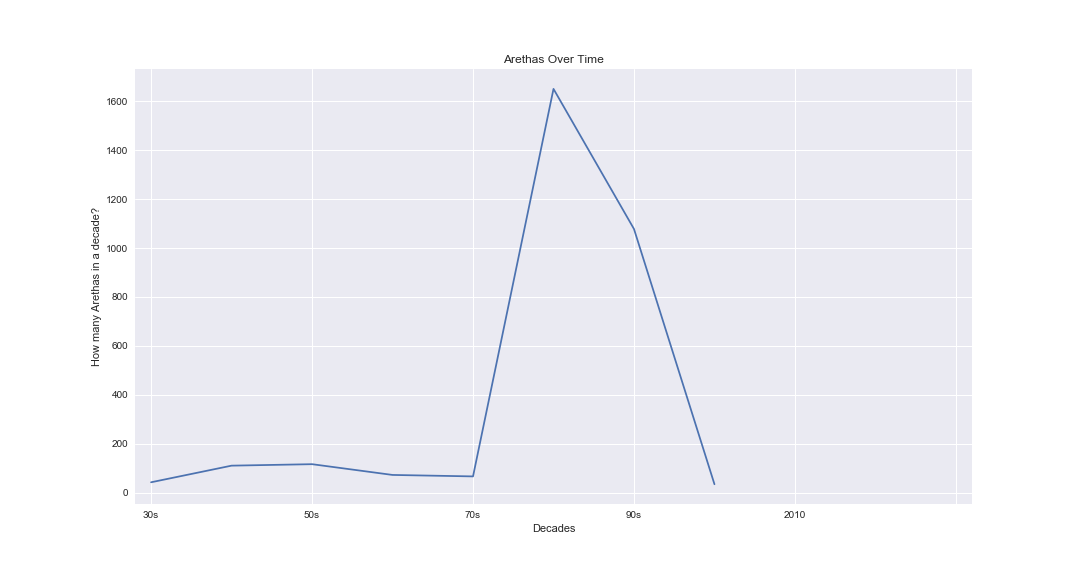 Arethas Over Time
How many Arethas in a decade?
1600
1400
1200
1000
800
600
400
200
0
30s
50s
70s
90s
2010
Decades